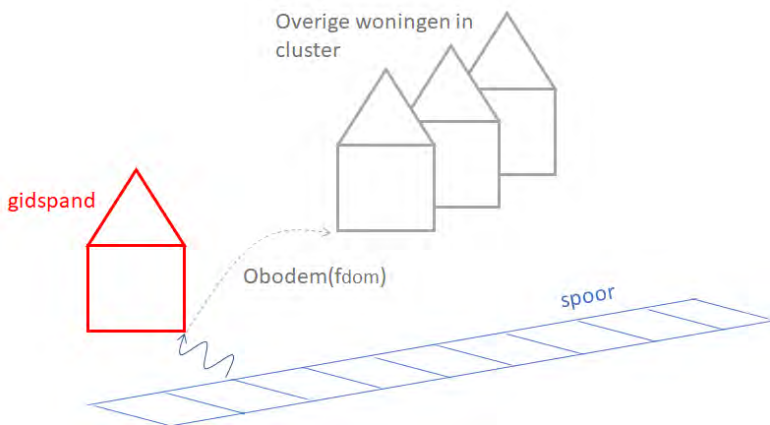 Overige woningen in
cluster
gidspand
Obodem(fdom)
spoor